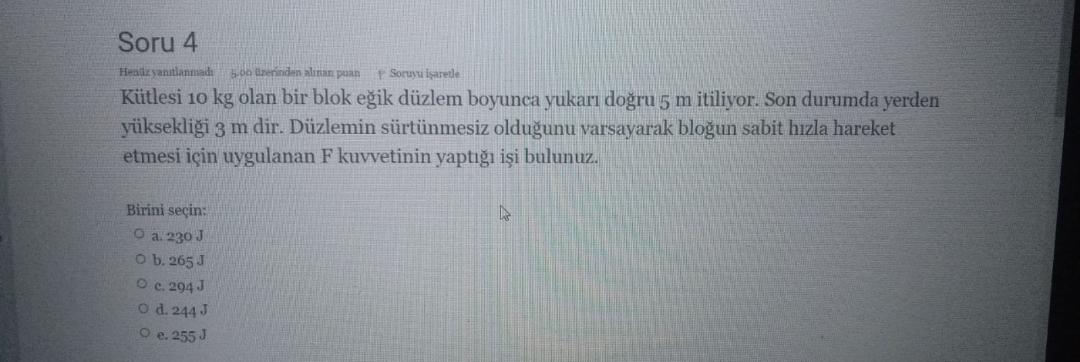 Soru 4
Henüz yanıtlanmadı 5,00 üzerinden alınan puan Soruyu işaretle
Kütlesi 10 kg olan bir blok eğik düzlem boyunca yukarı doğru 5 m itiliyor. Son durumda yerden
yüksekliği 3 m dir. Düzlemin sürtünmesiz olduğunu varsayarak bloğun sabit hızla hareket
etmesi için uygulanan F kuvvetinin yaptığı işi bulunuz.
Birini seçin:
a. 230 J
b. 265 J
c. 294 J
d. 244 J
e. 255 J